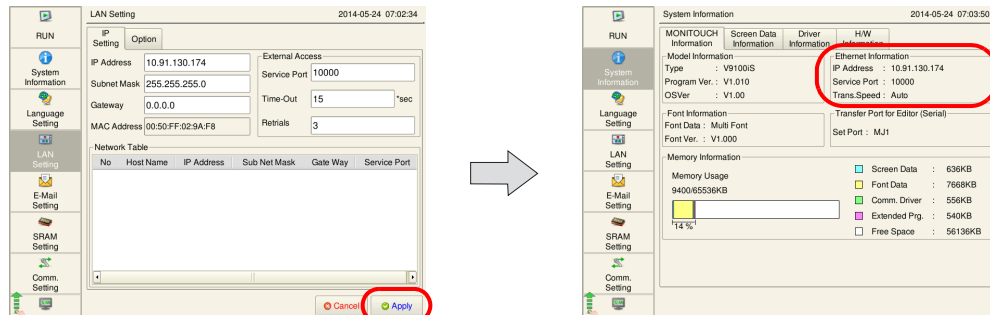 LAN Setting 2014-05-24 07:02:34
RUN
System
Information
Language
Setting
LAN
Setting
E-Mail
Setting
SRAM
Setting
Comm.
Setting
IP
Setting
Option
IP Address 10.91.130.174
Subnet Mask 255.255.255.0
Gateway 0.0.0.0
MAC Address 00:50:FF:02:9A:F8
External Access
Service Port 10000
Time-Out 15 *sec
Retrials 3
Network Table
No Host Name IP Address Sub Net Mask Gate Way Service Port
Cancel Apply
System Information 2014-05-24 07:03:50
RUN
System
Information
Language
Setting
LAN
Setting
E-Mail
Setting
SRAM
Setting
Comm.
Setting
MONITOUCH
Information
Screen Data
Information
Driver
Information
H/W
Information
Model Information
Type : V9100iS
Program Ver. : V1.010
OSVer : V1.00
Ethernet Information
IP Address : 10.91.130.174
Service Port : 10000
Trans.Speed : Auto
Font Information
Font Data : Multi Font
Font Ver. : V1.000
Transfer Port for Editor (Serial)
Set Port : MJ1
Memory Information
Memory Usage
9400/65536KB
14 %
Screen Data : 636KB
Font Data : 7668KB
Comm. Driver : 556KB
Extended Prg. : 540KB
Free Space : 56136KB